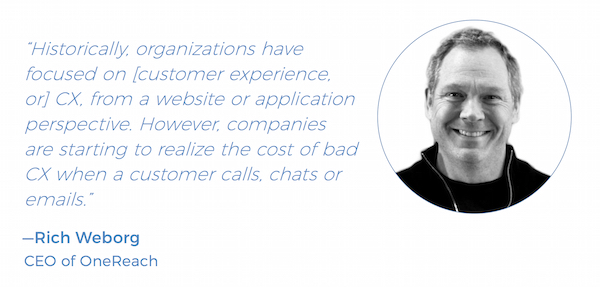 “Historically, organizations have
focused on [customer experience,
or] CX, from a website or application
perspective. However, companies
are starting to realize the cost of bad
CX when a customer calls, chats or
emails.”
—Rich Weborg
CEO of OneReach